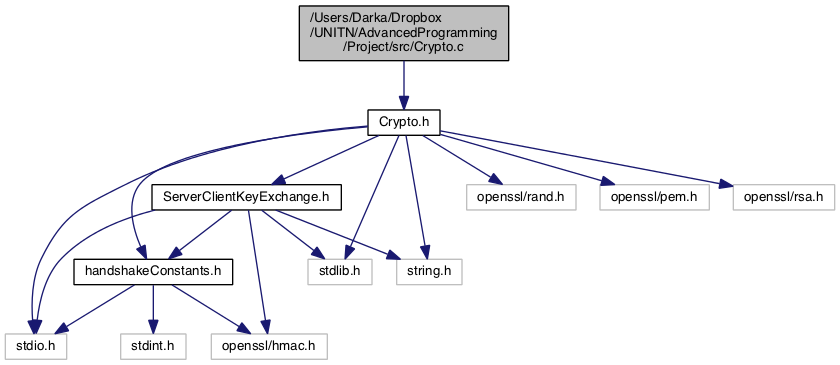 /Users/Darka/Dropbox
/UNITN/AdvancedProgramming
/Project/src/Crypto.c
Crypto.h
ServerClientKeyExchange.h
openssl/rand.h
openssl/pem.h
openssl/rsa.h
handshakeConstants.h
stdlib.h
string.h
stdio.h
stdint.h
openssl/hmac.h